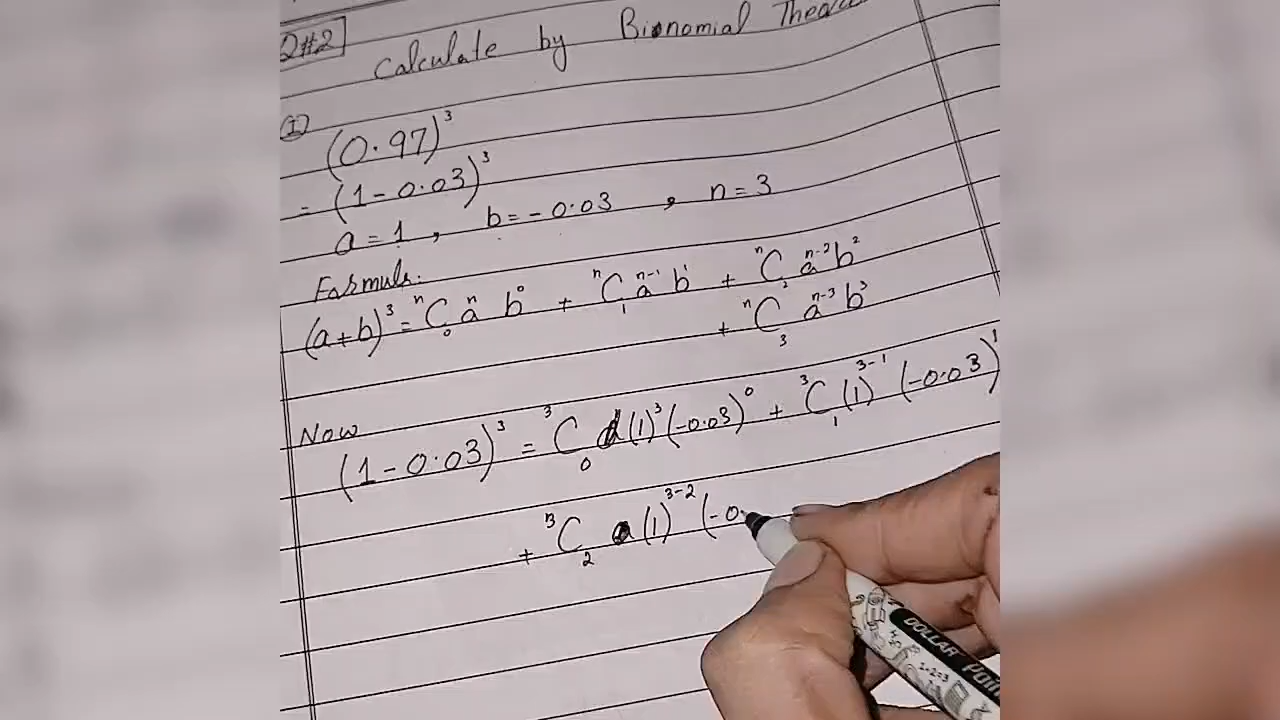 Q#2
Calculate by Binomial Theo
(I) (0.97)³
= (1-0.03)³
a = 1 , b = -0.03 , n = 3
Formula:
(a+b)³ = ⁿC₀ aⁿ b⁰ + ⁿC₁ aⁿ⁻¹ b¹ + ⁿC₂ aⁿ⁻² b²
+ ⁿC₃ aⁿ⁻³ b³
Now
(1-0.03)³ = ³C₀ (1)³ (-0.03)⁰ + ³C₁ (1)³⁻¹ (-0.03)¹
+ ³C₂ (1)³⁻² (-0.
DOLLAR Point